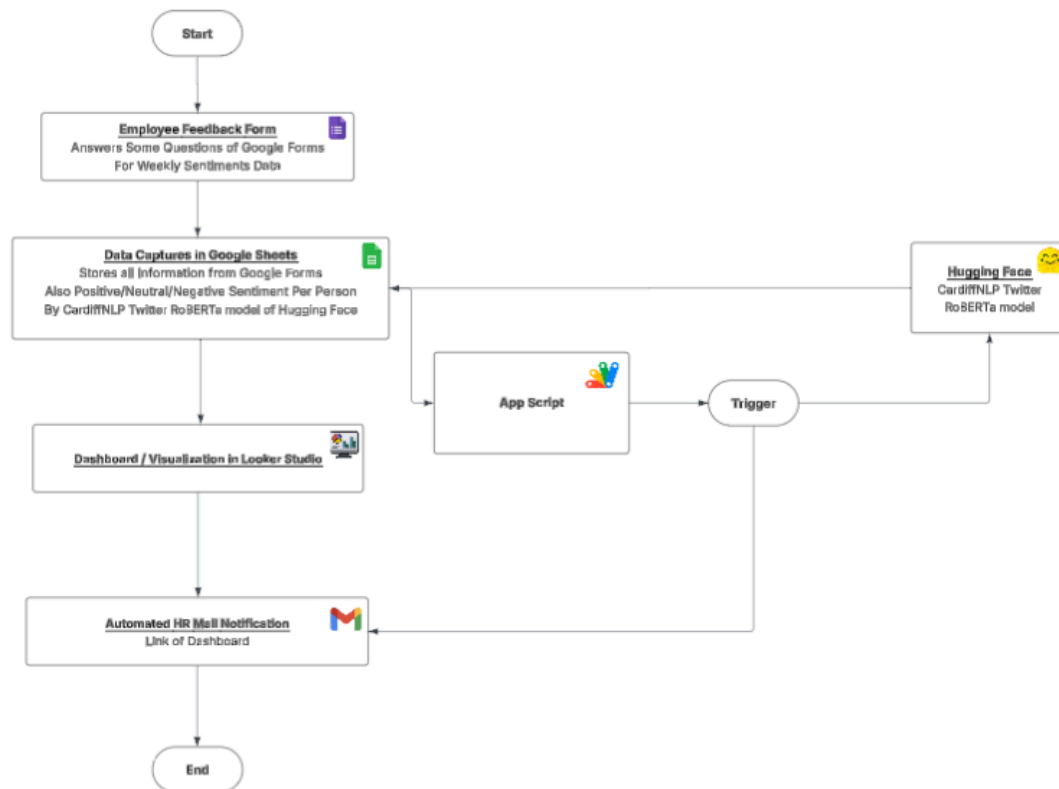 Start
Employee Feedback Form
Answers Some Questions of Google Forms
For Weekly Sentiments Data
Data Captures in Google Sheets
Stores all Information from Google Forms
Also Positive/Neutral/Negative Sentiment Per Person
By CardiffNLP Twitter RoBERTa model of Hugging Face
Hugging Face
CardiffNLP Twitter
RoBERTa model
App Script
Trigger
Dashboard / Visualization in Looker Studio
Automated HR Mail Notification
Link of Dashboard
End